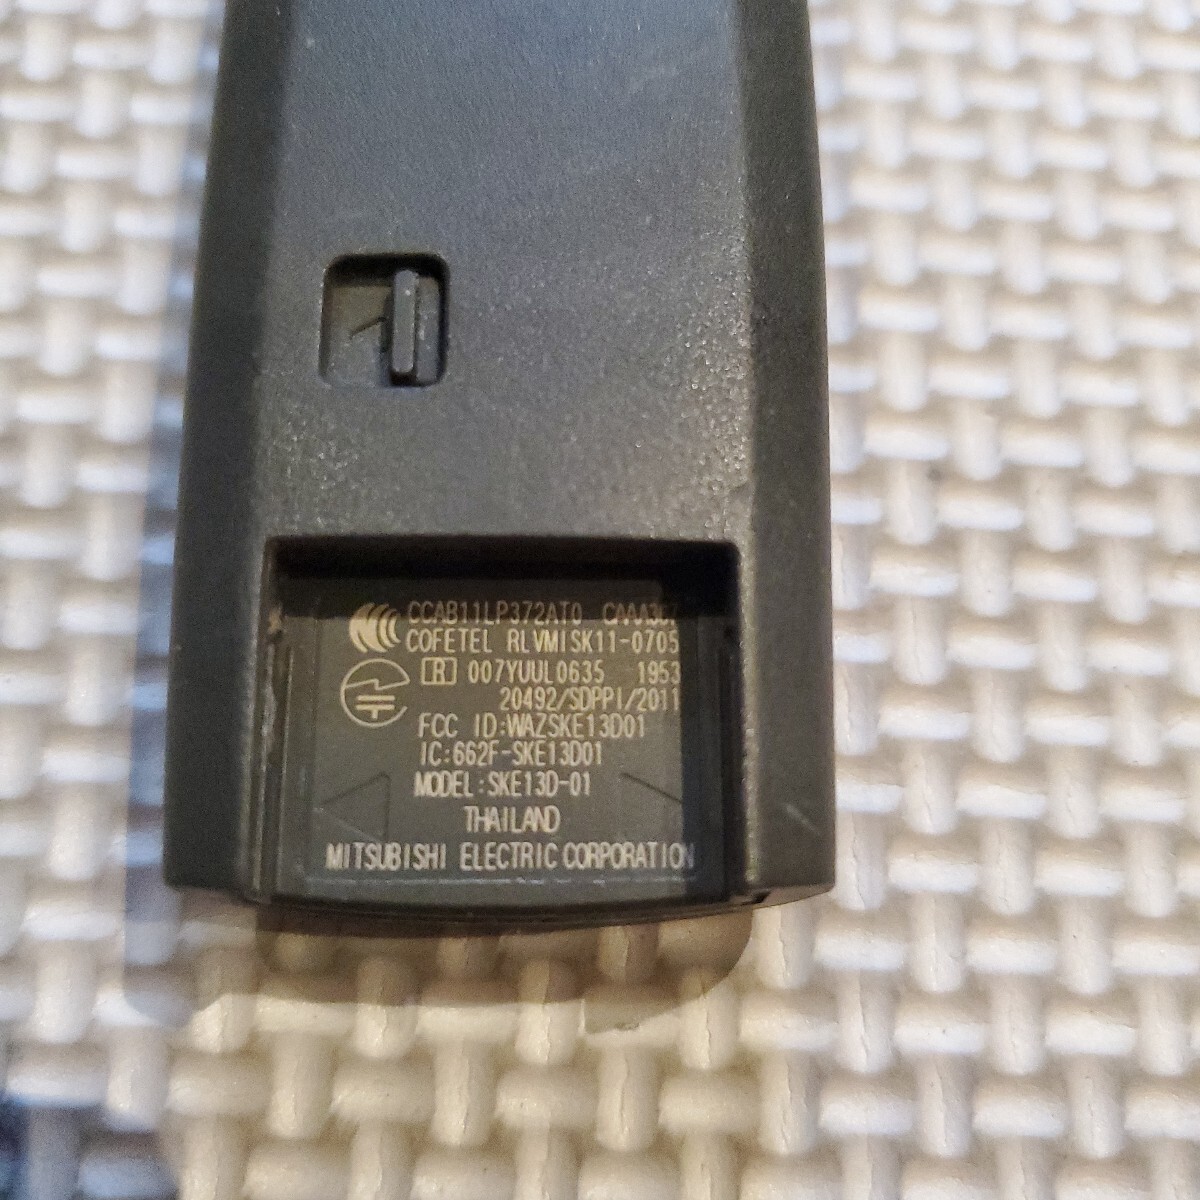 CCAB11LP372AT0
COFETEL RLVMISK11-0705
R 007YUUL0635 1953
20492/SDPPI/2011
FCC ID:WAZSKE13D01
IC:662F-SKE13D01
MODEL:SKE13D-01
THAILAND
MITSUBISHI ELECTRIC CORPORATION